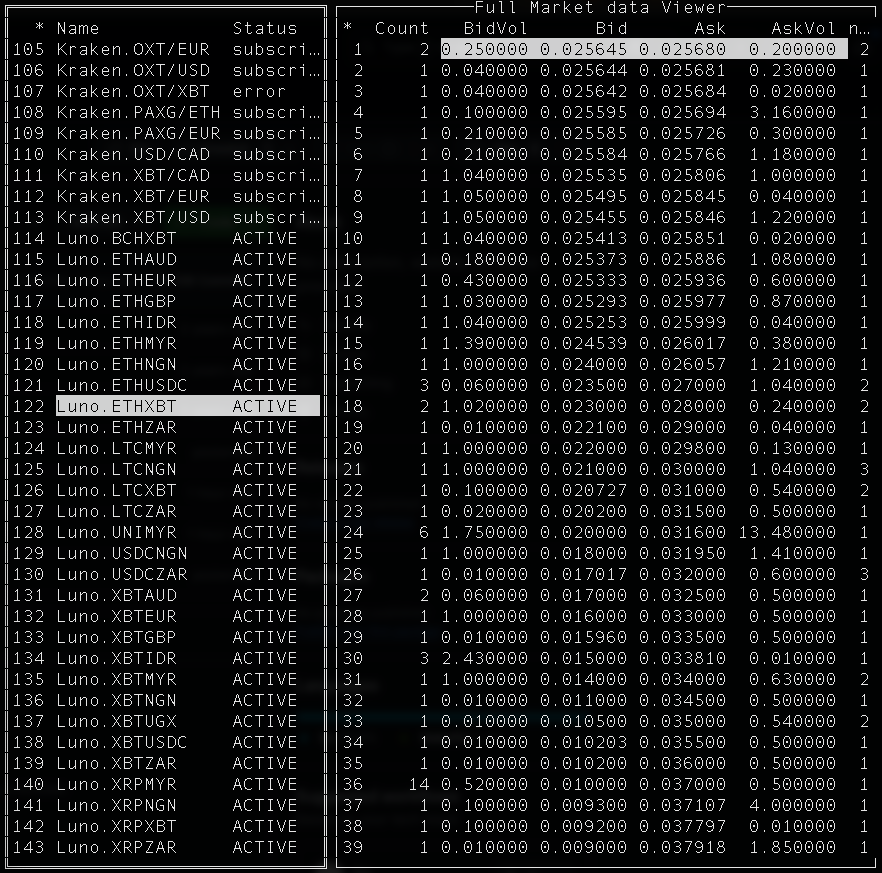 Full Market data Viewer
* Name Status * Count BidVol Bid Ask AskVol n…
105 Kraken.OXT/EUR subscri… 1 2 0.250000 0.025645 0.025680 0.200000 2
106 Kraken.OXT/USD subscri… 2 1 0.040000 0.025644 0.025681 0.230000 1
107 Kraken.OXT/XBT error 3 1 0.040000 0.025642 0.025684 0.020000 1
108 Kraken.PAXG/ETH subscri… 4 1 0.100000 0.025595 0.025694 3.160000 1
109 Kraken.PAXG/EUR subscri… 5 1 0.210000 0.025585 0.025726 0.300000 1
110 Kraken.USD/CAD subscri… 6 1 0.210000 0.025584 0.025766 1.180000 1
111 Kraken.XBT/CAD subscri… 7 1 1.040000 0.025535 0.025806 1.000000 1
112 Kraken.XBT/EUR subscri… 8 1 1.050000 0.025495 0.025845 0.040000 1
113 Kraken.XBT/USD subscri… 9 1 1.050000 0.025455 0.025846 1.220000 1
114 Luno.BCHXBT ACTIVE 10 1 1.040000 0.025413 0.025851 0.020000 1
115 Luno.ETHAUD ACTIVE 11 1 0.180000 0.025373 0.025886 1.080000 1
116 Luno.ETHEUR ACTIVE 12 1 0.430000 0.025333 0.025936 0.600000 1
117 Luno.ETHGBP ACTIVE 13 1 1.030000 0.025293 0.025977 0.870000 1
118 Luno.ETHIDR ACTIVE 14 1 1.040000 0.025253 0.025999 0.040000 1
119 Luno.ETHMYR ACTIVE 15 1 1.390000 0.024539 0.026017 0.380000 1
120 Luno.ETHNGN ACTIVE 16 1 1.000000 0.024000 0.026057 1.210000 1
121 Luno.ETHUSDC ACTIVE 17 3 0.060000 0.023500 0.027000 1.040000 2
122 Luno.ETHXBT ACTIVE 18 2 1.020000 0.023000 0.028000 0.240000 2
123 Luno.ETHZAR ACTIVE 19 1 0.010000 0.022100 0.029000 0.040000 1
124 Luno.LTCMYR ACTIVE 20 1 1.000000 0.022000 0.029800 0.130000 1
125 Luno.LTCNGN ACTIVE 21 1 1.000000 0.021000 0.030000 1.040000 3
126 Luno.LTCXBT ACTIVE 22 1 0.100000 0.020727 0.031000 0.540000 2
127 Luno.LTCZAR ACTIVE 23 1 0.020000 0.020200 0.031500 0.500000 1
128 Luno.UNIMYR ACTIVE 24 6 1.750000 0.020000 0.031600 13.480000 1
129 Luno.USDCNGN ACTIVE 25 1 1.000000 0.018000 0.031950 1.410000 1
130 Luno.USDCZAR ACTIVE 26 1 0.010000 0.017017 0.032000 0.600000 3
131 Luno.XBTAUD ACTIVE 27 2 0.060000 0.017000 0.032500 0.500000 1
132 Luno.XBTEUR ACTIVE 28 1 1.000000 0.016000 0.033000 0.500000 1
133 Luno.XBTGBP ACTIVE 29 1 0.010000 0.015960 0.033500 0.500000 1
134 Luno.XBTIDR ACTIVE 30 3 2.430000 0.015000 0.033810 0.010000 1
135 Luno.XBTMYR ACTIVE 31 1 1.000000 0.014000 0.034000 0.630000 2
136 Luno.XBTNGN ACTIVE 32 1 0.010000 0.011000 0.034500 0.500000 1
137 Luno.XBTUGX ACTIVE 33 1 0.010000 0.010500 0.035000 0.540000 2
138 Luno.XBTUSDC ACTIVE 34 1 0.010000 0.010203 0.035500 0.500000 1
139 Luno.XBTZAR ACTIVE 35 1 0.010000 0.010200 0.036000 0.500000 1
140 Luno.XRPMYR ACTIVE 36 14 0.520000 0.010000 0.037000 0.500000 1
141 Luno.XRPNGN ACTIVE 37 1 0.100000 0.009300 0.037107 4.000000 1
142 Luno.XRPXBT ACTIVE 38 1 0.100000 0.009200 0.037797 0.010000 1
143 Luno.XRPZAR ACTIVE 39 1 0.010000 0.009000 0.037918 1.850000 1